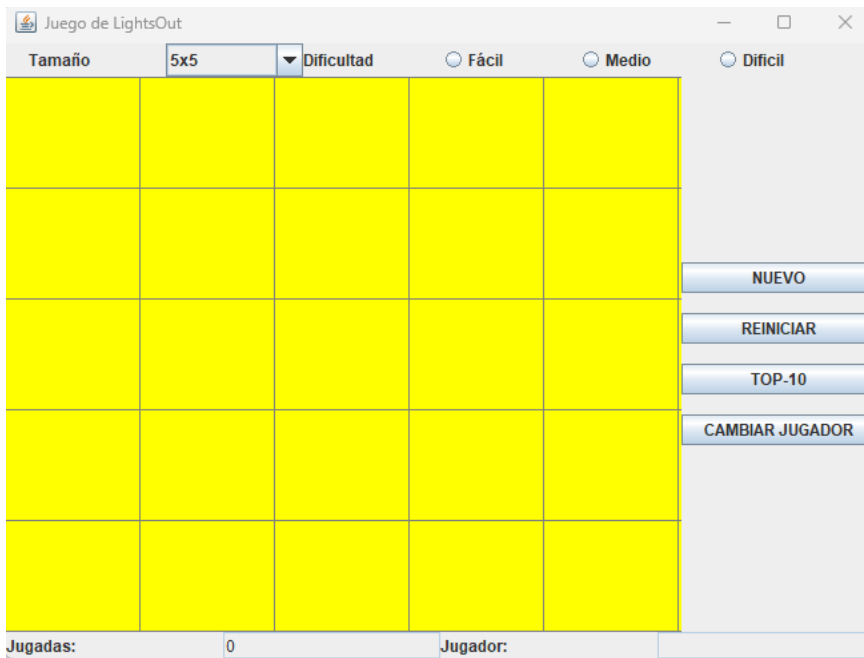 Juego de LightsOut
Tamaño 5x5 Dificultad Fácil Medio Dificil
NUEVO
REINICIAR
TOP-10
CAMBIAR JUGADOR
Jugadas: 0 Jugador: